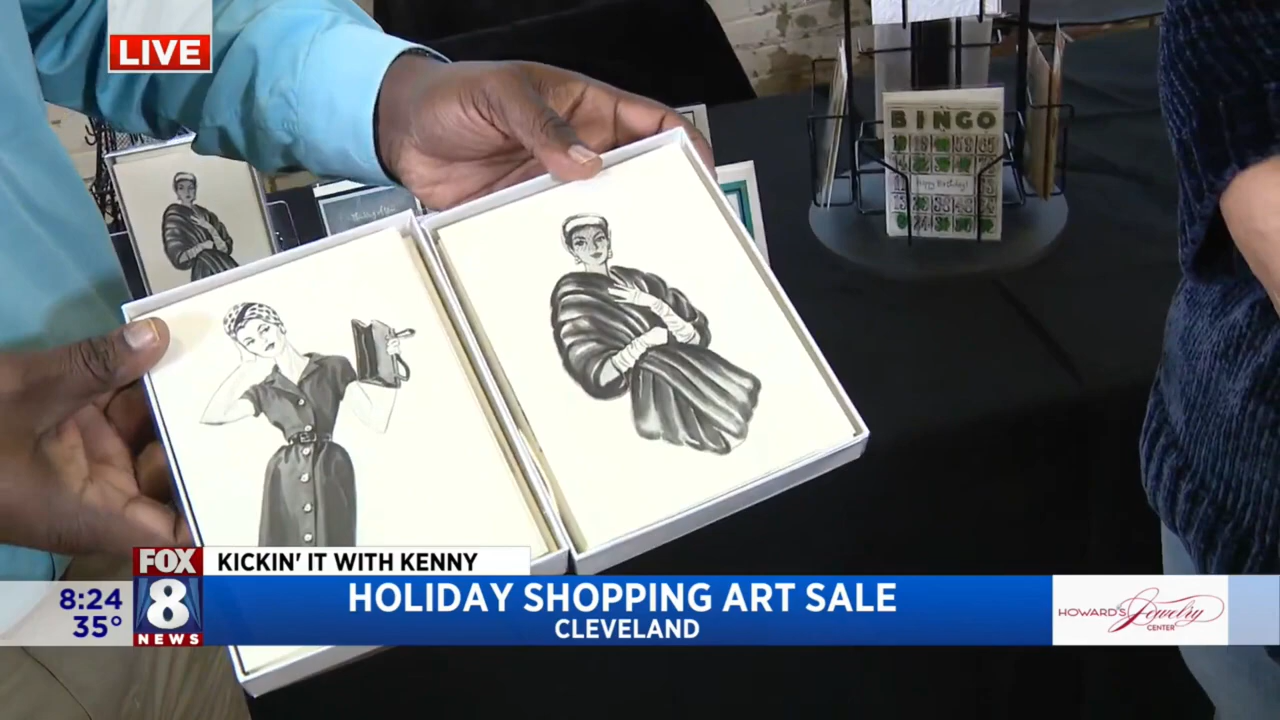 LIVE
BINGO
Happy Birthday!
KICKIN' IT WITH KENNY
FOX
8
NEWS
8:24
35°
HOLIDAY SHOPPING ART SALE
CLEVELAND
HOWARD'S Jewelry
CENTER